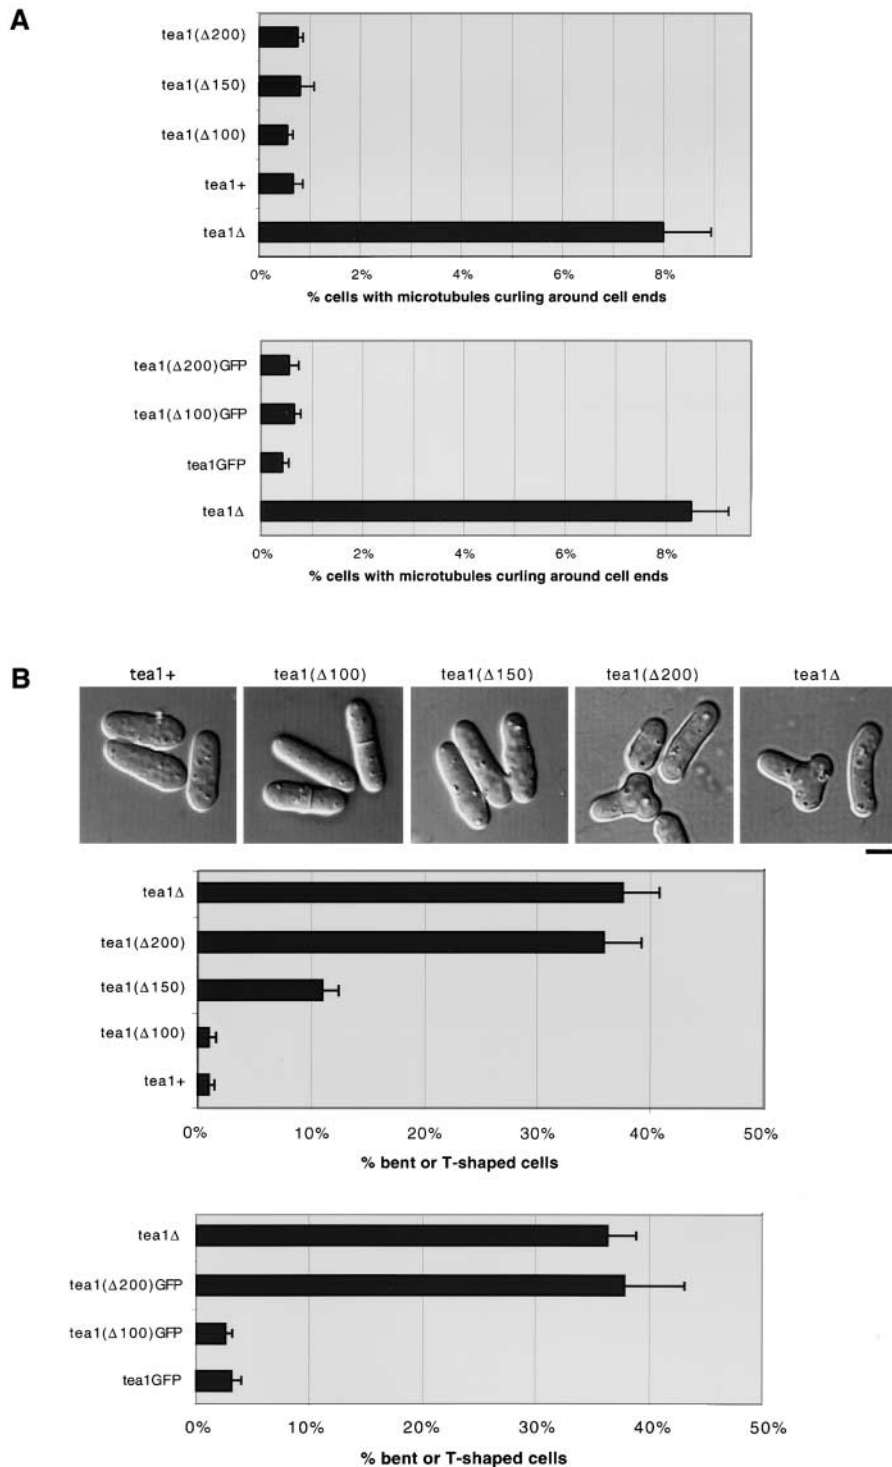 A
tea1(Δ200)
tea1(Δ150)
tea1(Δ100)
tea1+
tea1Δ
0% 2% 4% 6% 8%
% cells with microtubules curling around cell ends
tea1(Δ200)GFP
tea1(Δ100)GFP
tea1GFP
tea1Δ
0% 2% 4% 6% 8%
% cells with microtubules curling around cell ends
B
tea1+ tea1(Δ100) tea1(Δ150) tea1(Δ200) tea1Δ
tea1Δ
tea1(Δ200)
tea1(Δ150)
tea1(Δ100)
tea1+
0% 10% 20% 30% 40% 50%
% bent or T-shaped cells
tea1Δ
tea1(Δ200)GFP
tea1(Δ100)GFP
tea1GFP
0% 10% 20% 30% 40% 50%
% bent or T-shaped cells